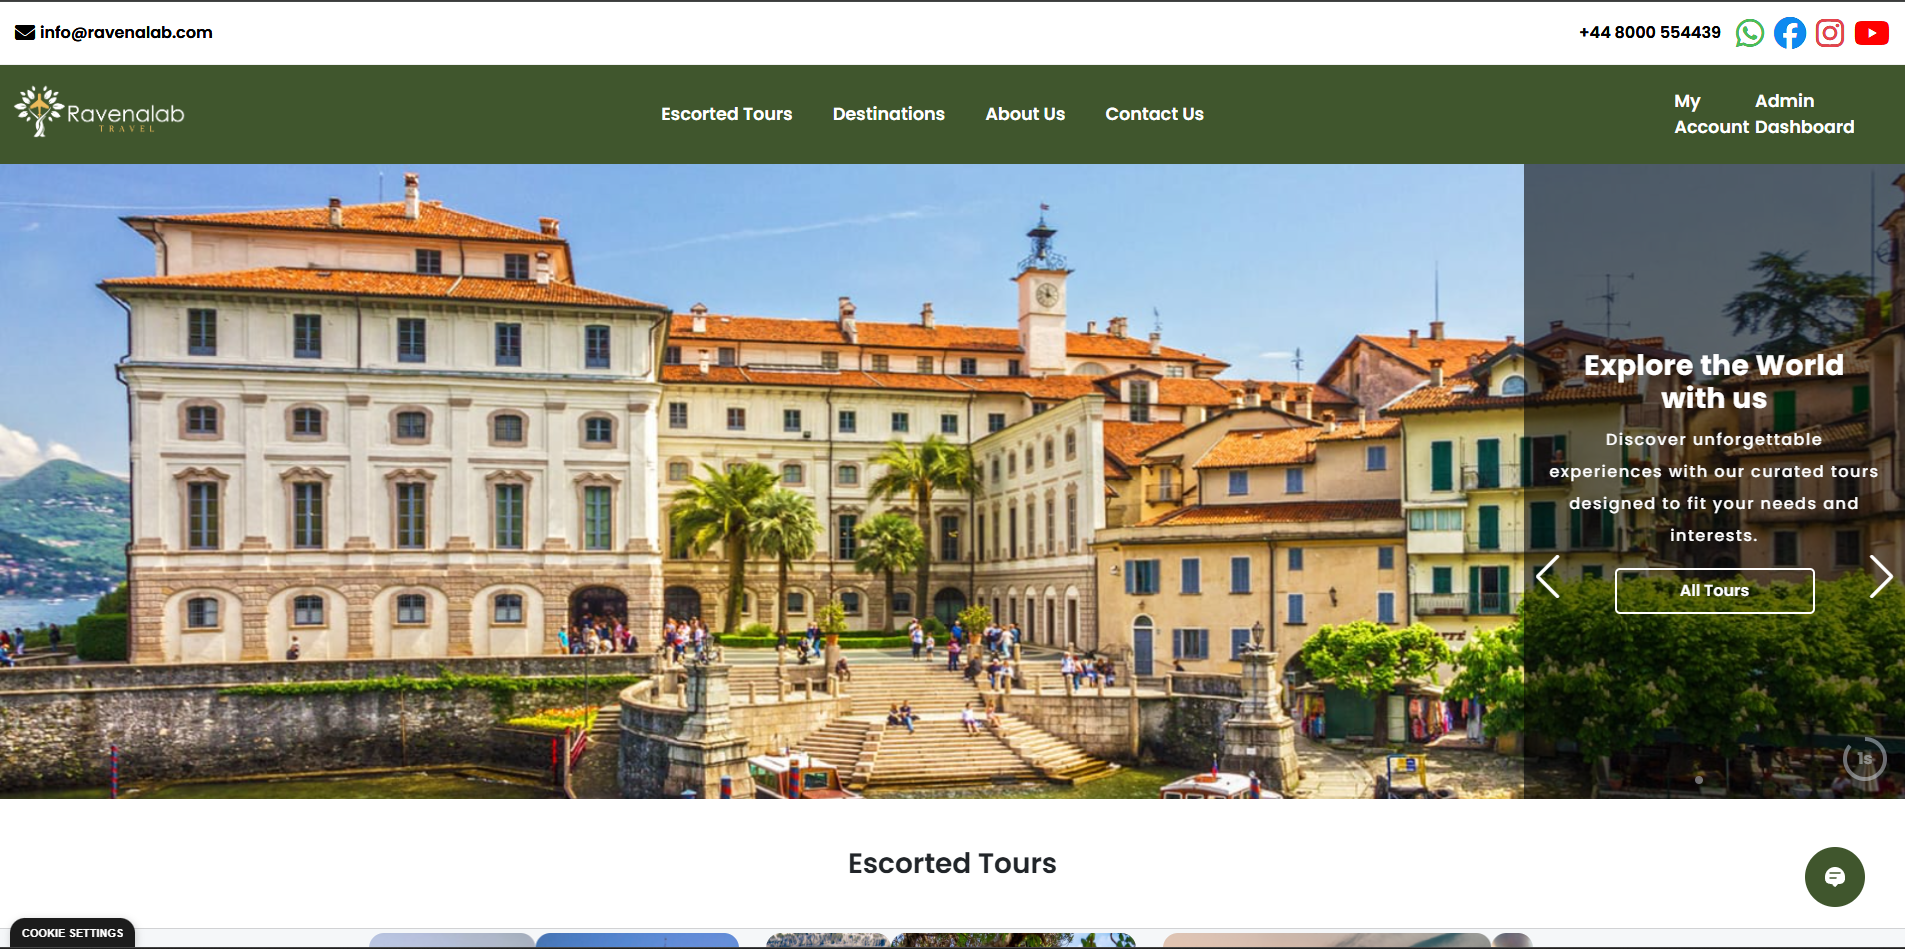 info@ravenalab.com
+44 8000 554439
Ravenalab
TRAVEL
Escorted Tours
Destinations
About Us
Contact Us
My
Account
Admin
Dashboard
Explore the World
with us
Discover unforgettable
experiences with our curated tours
designed to fit your needs and
interests.
All Tours
1s
Escorted Tours
COOKIE SETTINGS